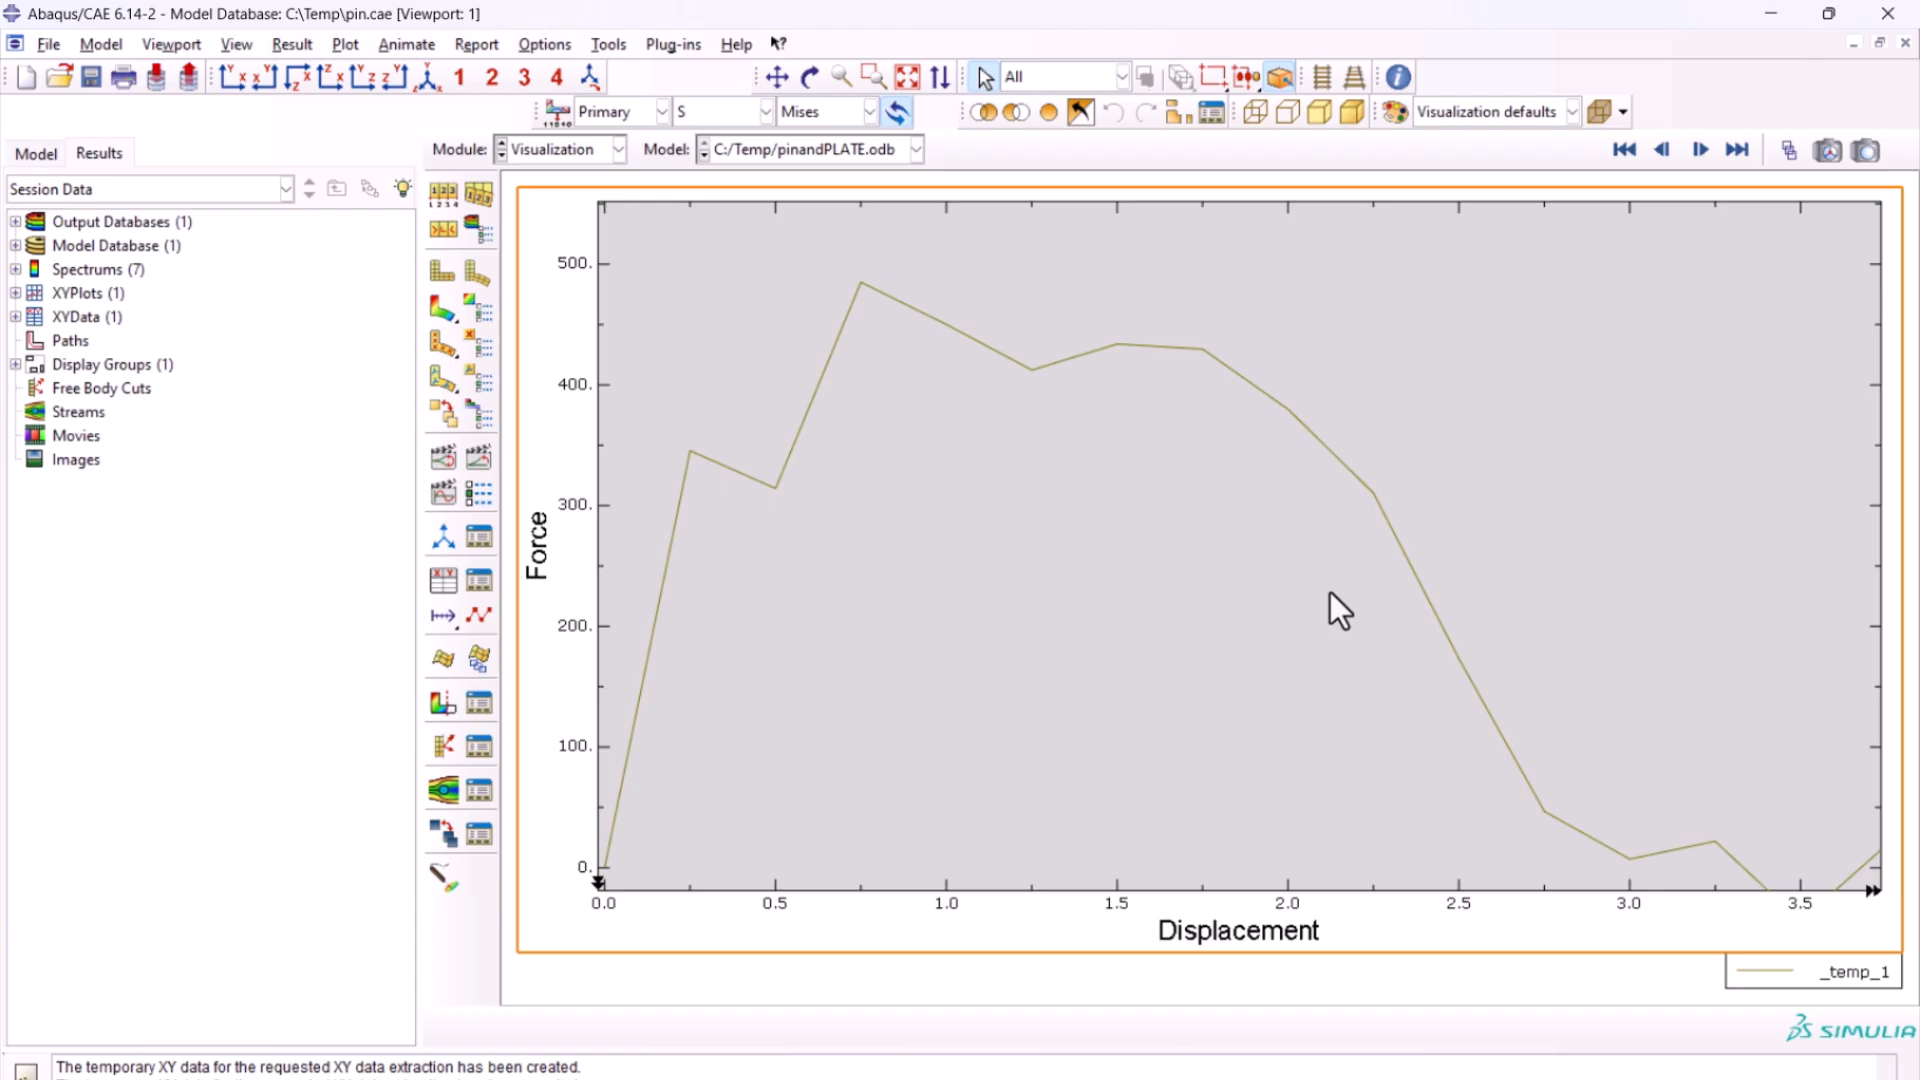 Abaqus/CAE 6.14-2 - Model Database: C:\Temp\pin.cae [Viewport: 1]
File Model Viewport View Result Plot Animate Report Options Tools Plug-ins Help
1 2 3 4 All
Primary S Mises Visualization defaults
Model Results Module: Visualization Model: C:/Temp/pinandPLATE.odb
Session Data
Output Databases (1)
Model Database (1)
Spectrums (7)
XYPlots (1)
XYData (1)
Paths
Display Groups (1)
Free Body Cuts
Streams
Movies
Images
500.
400.
300.
200.
100.
0.
Force
0.0 0.5 1.0 1.5 2.0 2.5 3.0 3.5
Displacement
_temp_1
SIMULIA
The temporary XY data for the requested XY data extraction has been created.